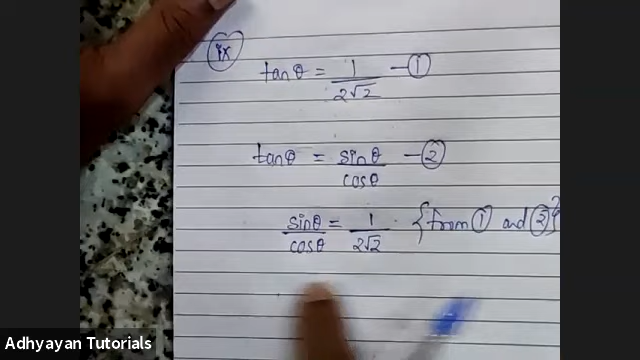 4x
tanθ = 1/2√2 — ①
tanθ = sinθ/cosθ — ②
sinθ/cosθ = 1/2√2 {from ① and ②}
Adhyayan Tutorials